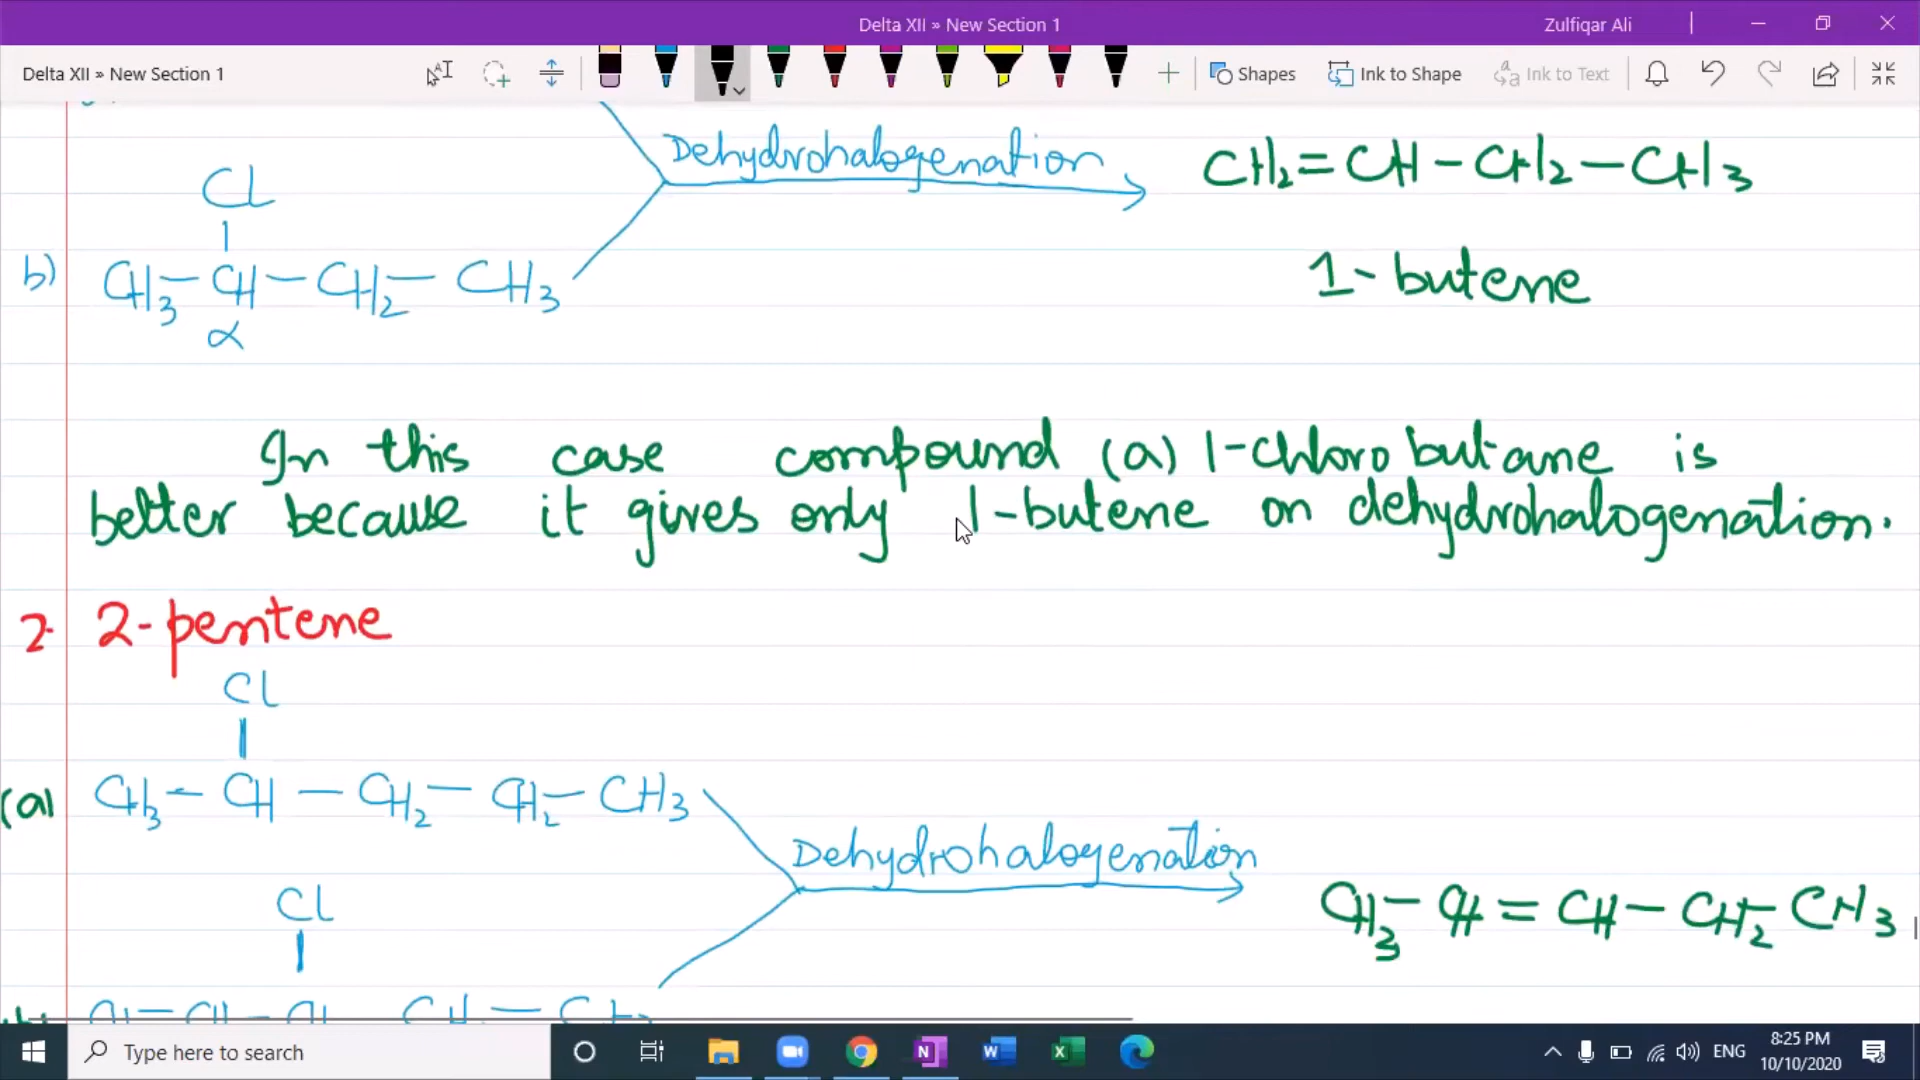 Delta XII » New Section 1
Zulfiqar Ali
Delta XII » New Section 1
Shapes
Ink to Shape
Ink to Text
Dehydrohalogenation
CH₂=CH-CH₂-CH₃
Cl
b) CH₃-CH-CH₂-CH₃
α
1-butene
In this case compound (a) 1-chloro butane is
better because it gives only 1-butene on dehydrohalogenation.
2. 2-pentene
Cl
(a) CH₃-CH-CH₂-CH₂-CH₃
Dehydrohalogenation
CH₃-CH=CH-CH₂-CH₃
Cl
Type here to search
ENG
8:25 PM
10/10/2020